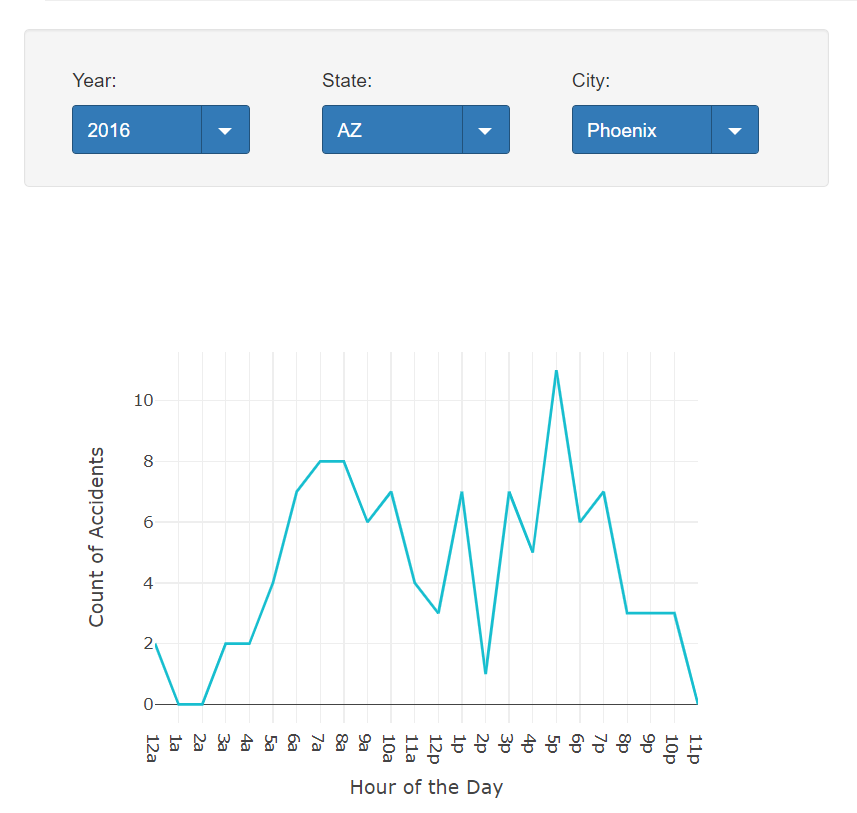 Year: State: City:
2016 AZ Phoenix
10
8
6
4
2
0
Count of Accidents
12a 1a 2a 3a 4a 5a 6a 7a 8a 9a 10a 11a 12p 1p 2p 3p 4p 5p 6p 7p 8p 9p 10p 11p
Hour of the Day